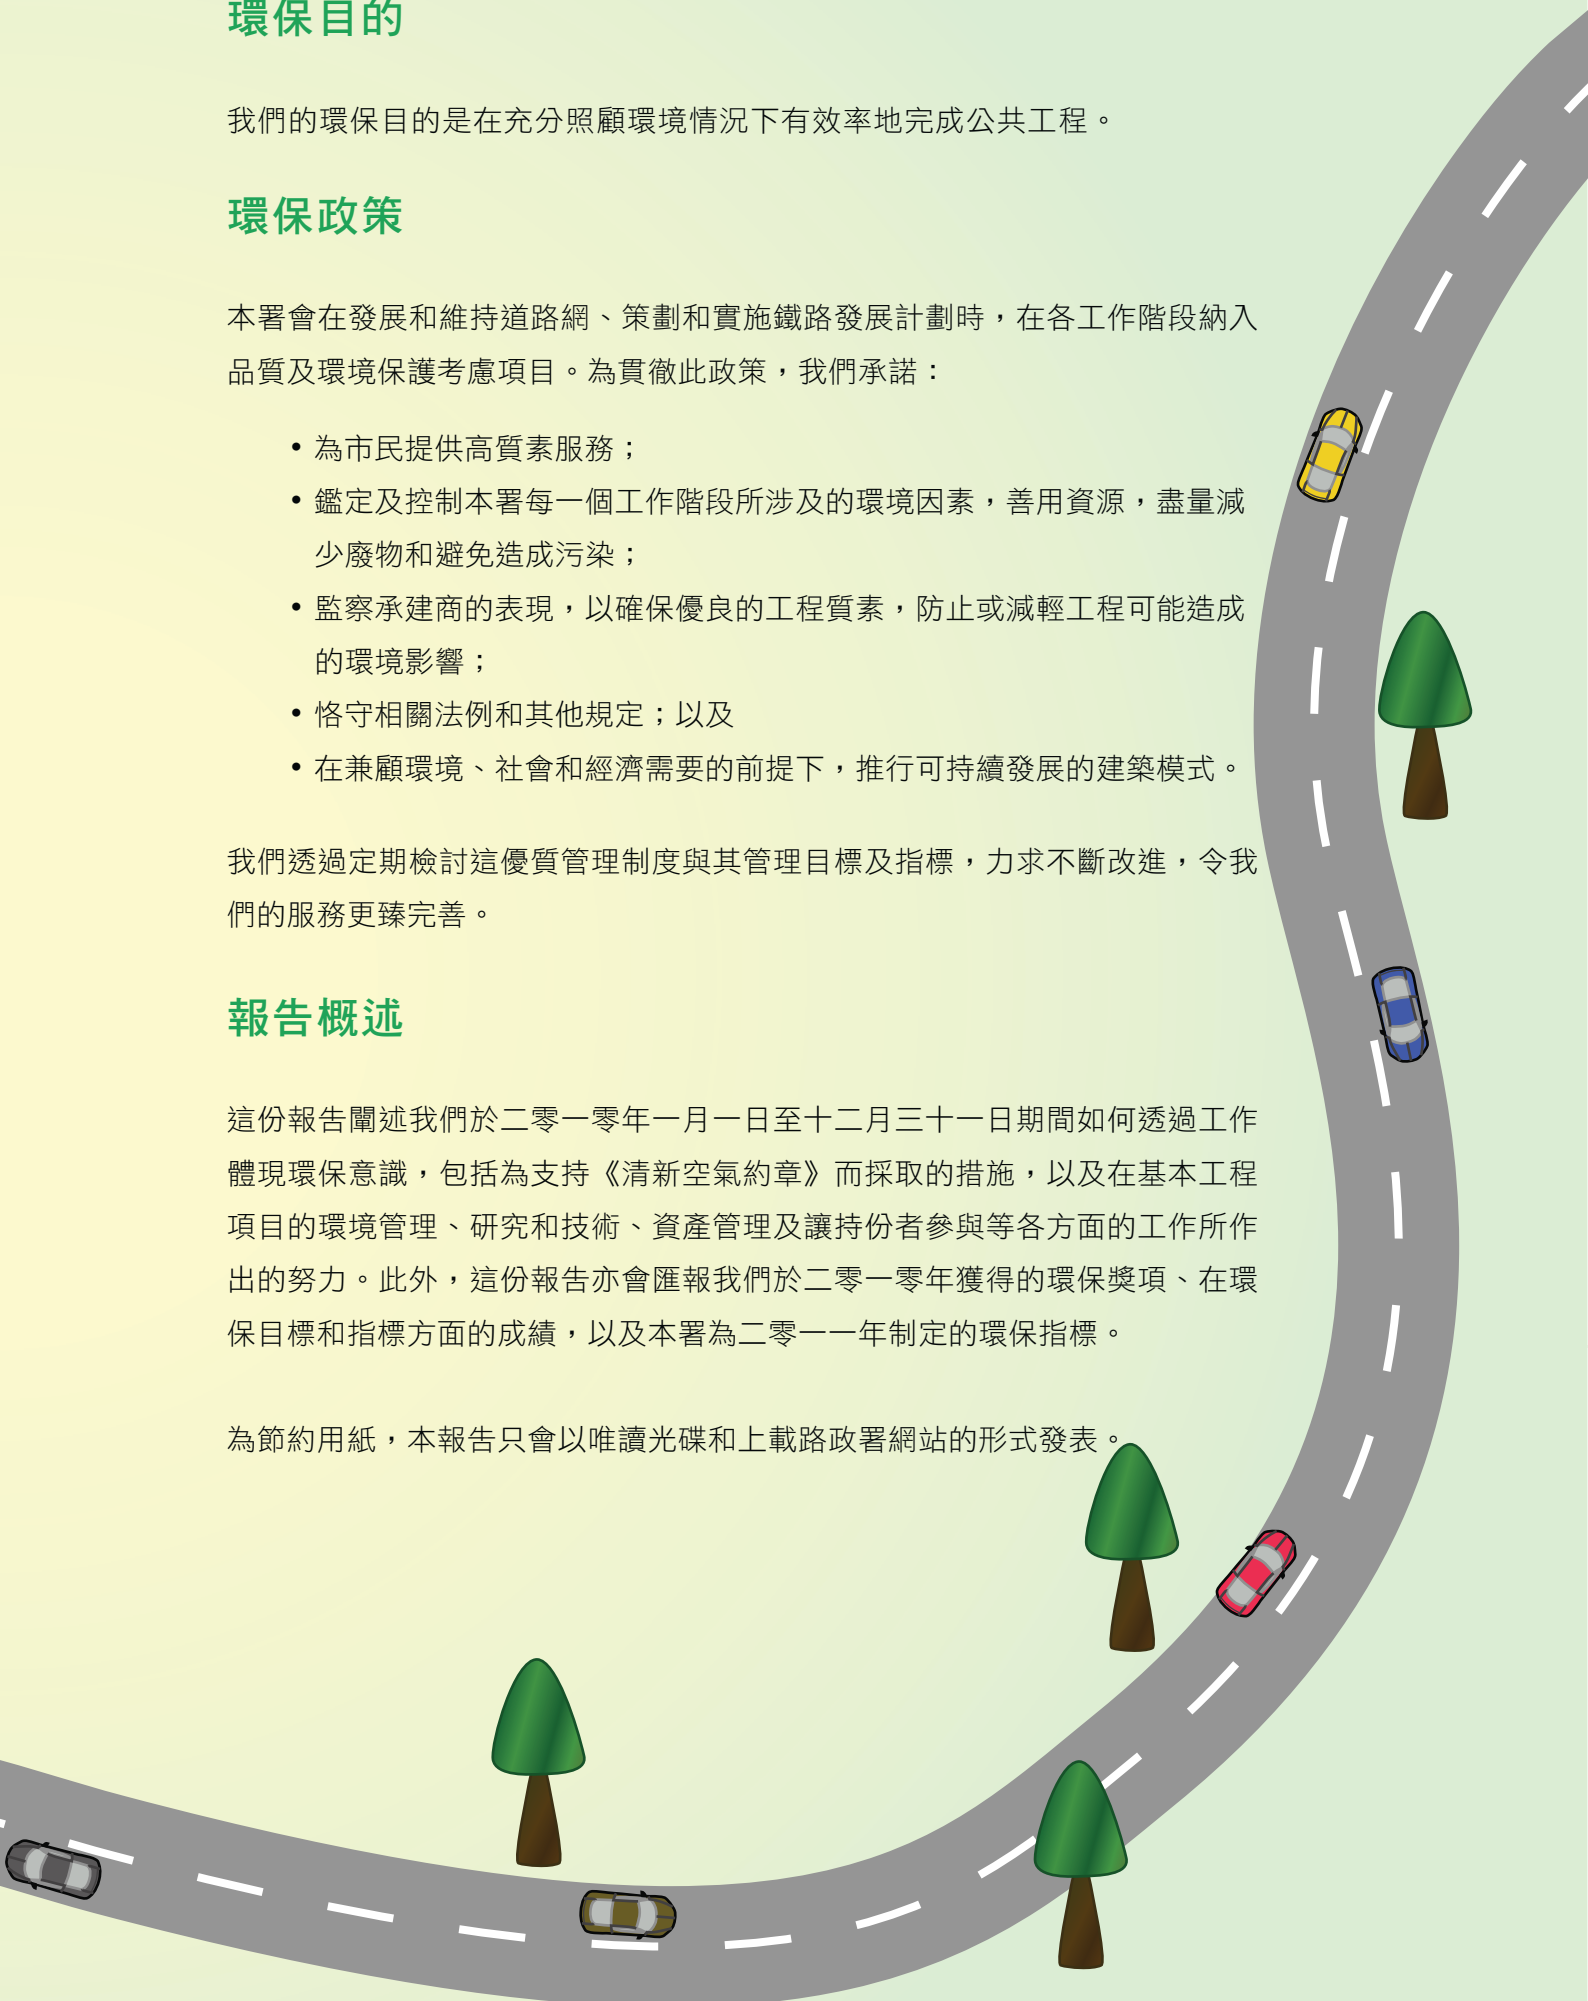 環保目的
我們的環保目的是在充分照顧環境情況下有效率地完成公共工程。
環保政策
本署會在發展和維持道路網、策劃和實施鐵路發展計劃時，在各工作階段納入
品質及環境保護考慮項目。為貫徹此政策，我們承諾：
• 為市民提供高質素服務；
• 鑑定及控制本署每一個工作階段所涉及的環境因素，善用資源，盡量減
少廢物和避免造成污染；
• 監察承建商的表現，以確保優良的工程質素，防止或減輕工程可能造成
的環境影響；
• 恪守相關法例和其他規定；以及
• 在兼顧環境、社會和經濟需要的前提下，推行可持續發展的建築模式。
我們透過定期檢討這優質管理制度與其管理目標及指標，力求不斷改進，令我
們的服務更臻完善。
報告概述
這份報告闡述我們於二零一零年一月一日至十二月三十一日期間如何透過工作
體現環保意識，包括為支持《清新空氣約章》而採取的措施，以及在基本工程
項目的環境管理、研究和技術、資產管理及讓持份者參與等各方面的工作所作
出的努力。此外，這份報告亦會匯報我們於二零一零年獲得的環保獎項、在環
保目標和指標方面的成績，以及本署為二零一一年制定的環保指標。
為節約用紙，本報告只會以唯讀光碟和上載路政署網站的形式發表。